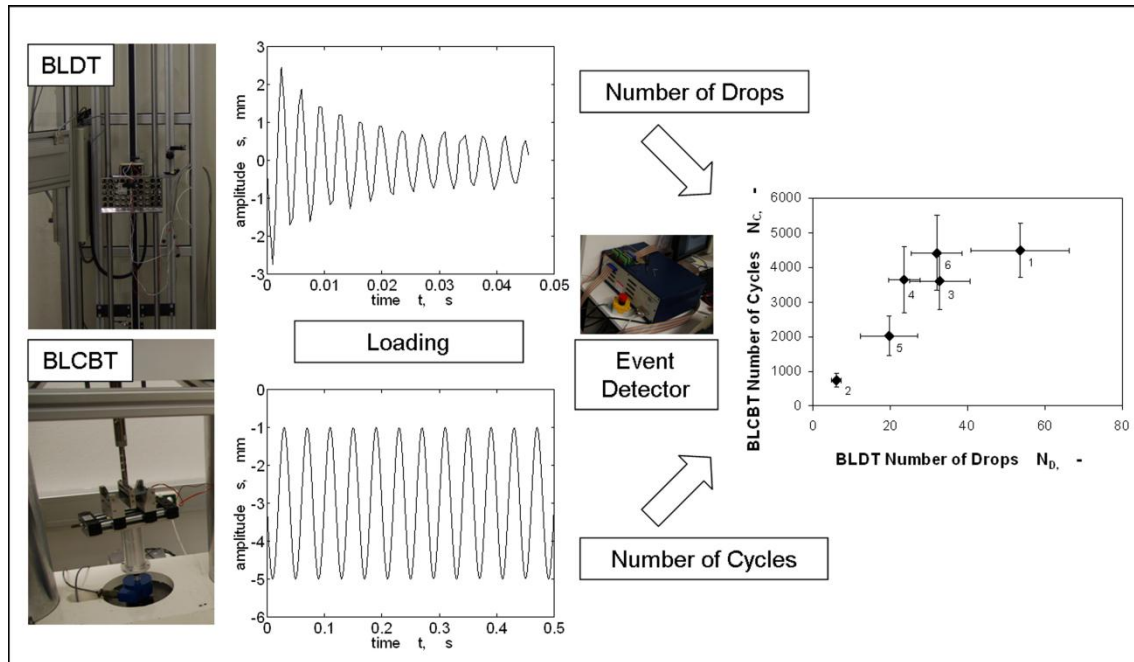 BLDT
3
2
1
0
-1
-2
-3
amplitude s, mm
0 0.01 0.02 0.03 0.04 0.05
time t, s
Number of Drops
Loading
Event
Detector
BLCBT
0
-1
-2
-3
-4
-5
-6
amplitude s, mm
0 0.1 0.2 0.3 0.4 0.5
time t, s
Number of Cycles
BLCBT Number of Cycles N_C, -
6000
5000
4000
3000
2000
1000
0
6
1
4
3
5
2
0 20 40 60 80
BLDT Number of Drops N_D, -